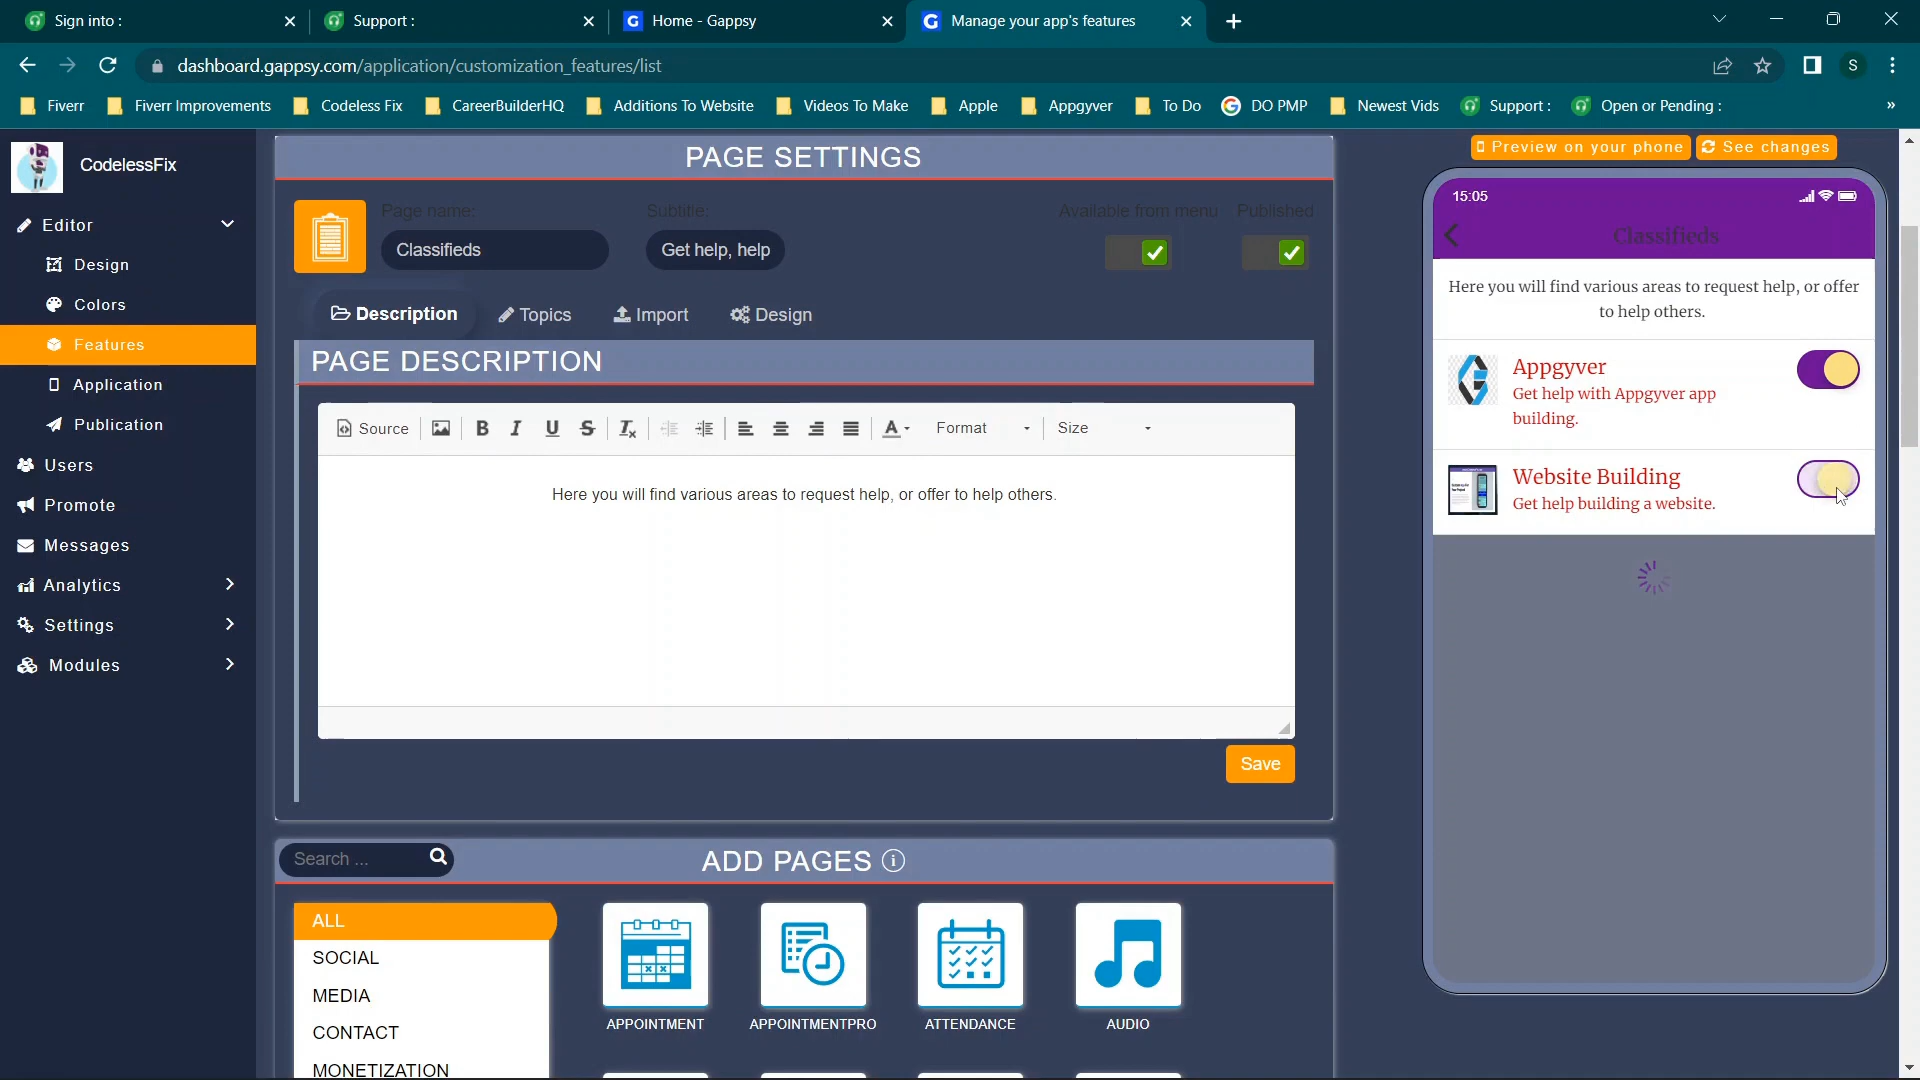 Sign into :
Support :
Home - Gappsy
Manage your app's features
dashboard.gappsy.com/application/customization_features/list
S
Fiverr
Fiverr Improvements
Codeless Fix
CareerBuilderHQ
Additions To Website
Videos To Make
Apple
Appgyver
To Do
DO PMP
Newest Vids
Support :
Open or Pending :
»
CodelessFix
Editor
Design
Colors
Features
Application
Publication
Users
Promote
Messages
Analytics
Settings
Modules
PAGE SETTINGS
Page name:
Subtitle:
Available from menu
Published
Classifieds
Get help, help
Description
Topics
Import
Design
PAGE DESCRIPTION
Source
B I U S
Format
Size
Here you will find various areas to request help, or offer to help others.
Save
Search ...
ADD PAGES
ALL
SOCIAL
MEDIA
CONTACT
MONETIZATION
APPOINTMENT
APPOINTMENTPRO
ATTENDANCE
AUDIO
Preview on your phone
See changes
15:05
Classifieds
Here you will find various areas to request help, or offer
to help others.
Appgyver
Get help with Appgyver app
building.
Website Building
Get help building a website.